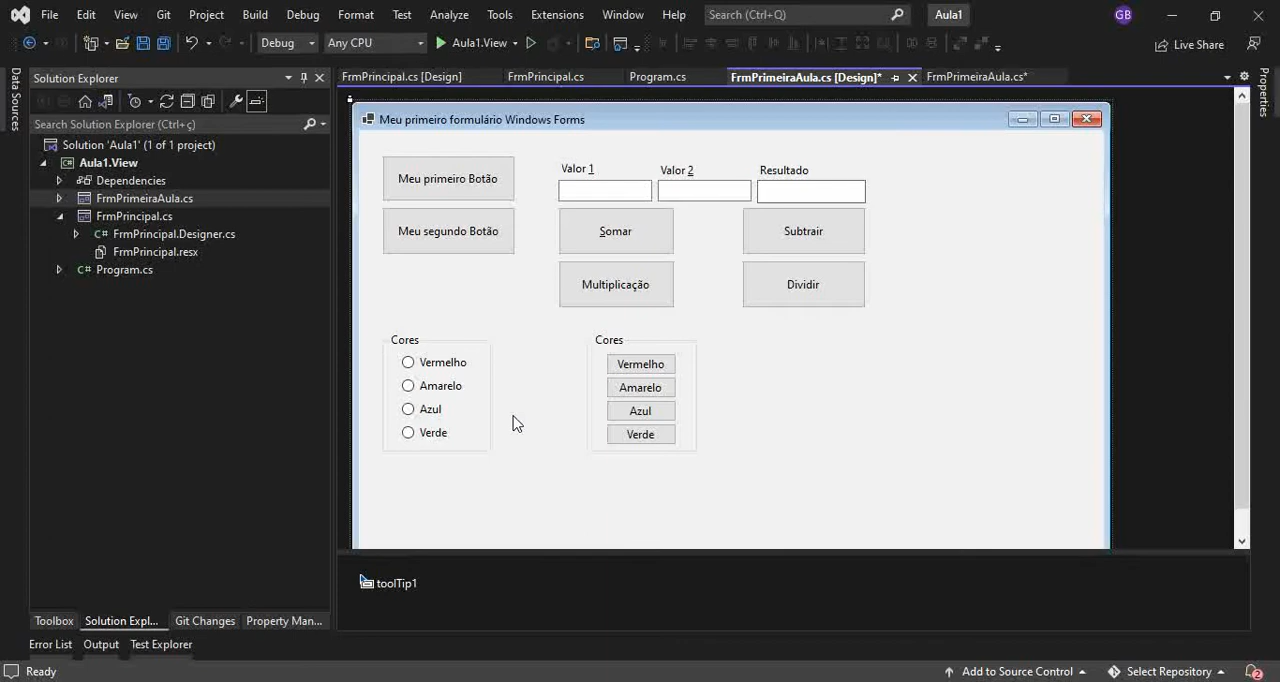 File Edit View Git Project Build Debug Format Test Analyze Tools Extensions Window Help Search (Ctrl+Q) Aula1 GB
Debug Any CPU Aula1.View Live Share
Data Sources
Solution Explorer
Search Solution Explorer (Ctrl+ç)
Solution 'Aula1' (1 of 1 project)
Aula1.View
Dependencies
FrmPrimeiraAula.cs
FrmPrincipal.cs
C# FrmPrincipal.Designer.cs
FrmPrincipal.resx
C# Program.cs
Toolbox Solution Expl... Git Changes Property Man...
FrmPrincipal.cs [Design] FrmPrincipal.cs Program.cs FrmPrimeiraAula.cs [Design]* FrmPrimeiraAula.cs*
Meu primeiro formulário Windows Forms
Meu primeiro Botão
Meu segundo Botão
Valor 1 Valor 2 Resultado
Somar Subtrair
Multiplicação Dividir
Cores
Vermelho
Amarelo
Azul
Verde
Cores
Vermelho
Amarelo
Azul
Verde
toolTip1
Properties
Error List Output Test Explorer
Ready Add to Source Control Select Repository 2